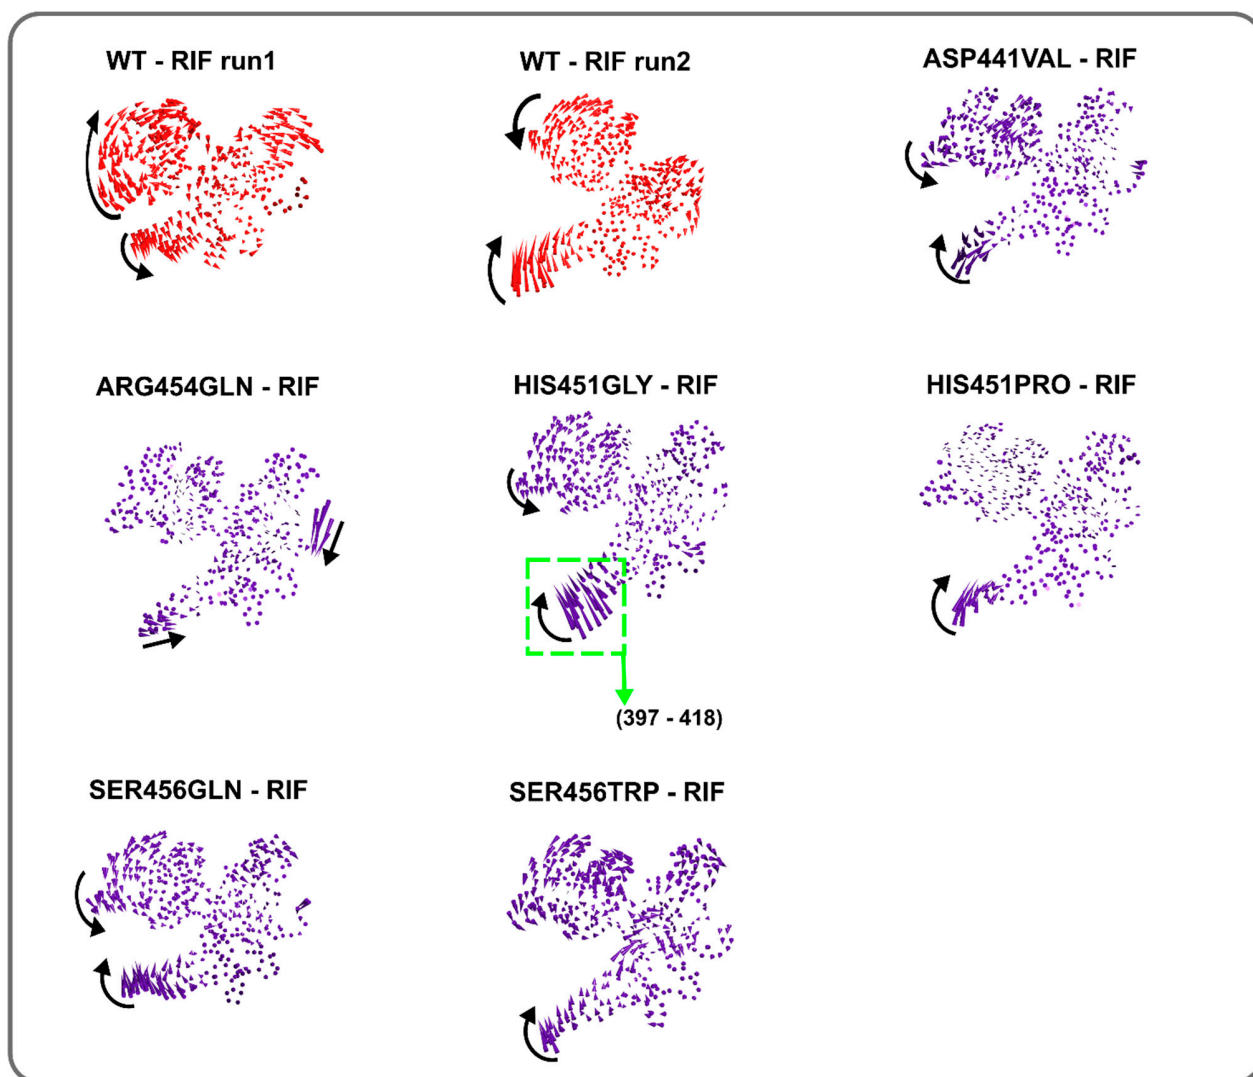 WT - RIF run1
WT - RIF run2
ASP441VAL - RIF
ARG454GLN - RIF
HIS451GLY - RIF
HIS451PRO - RIF
(397 - 418)
SER456GLN - RIF
SER456TRP - RIF